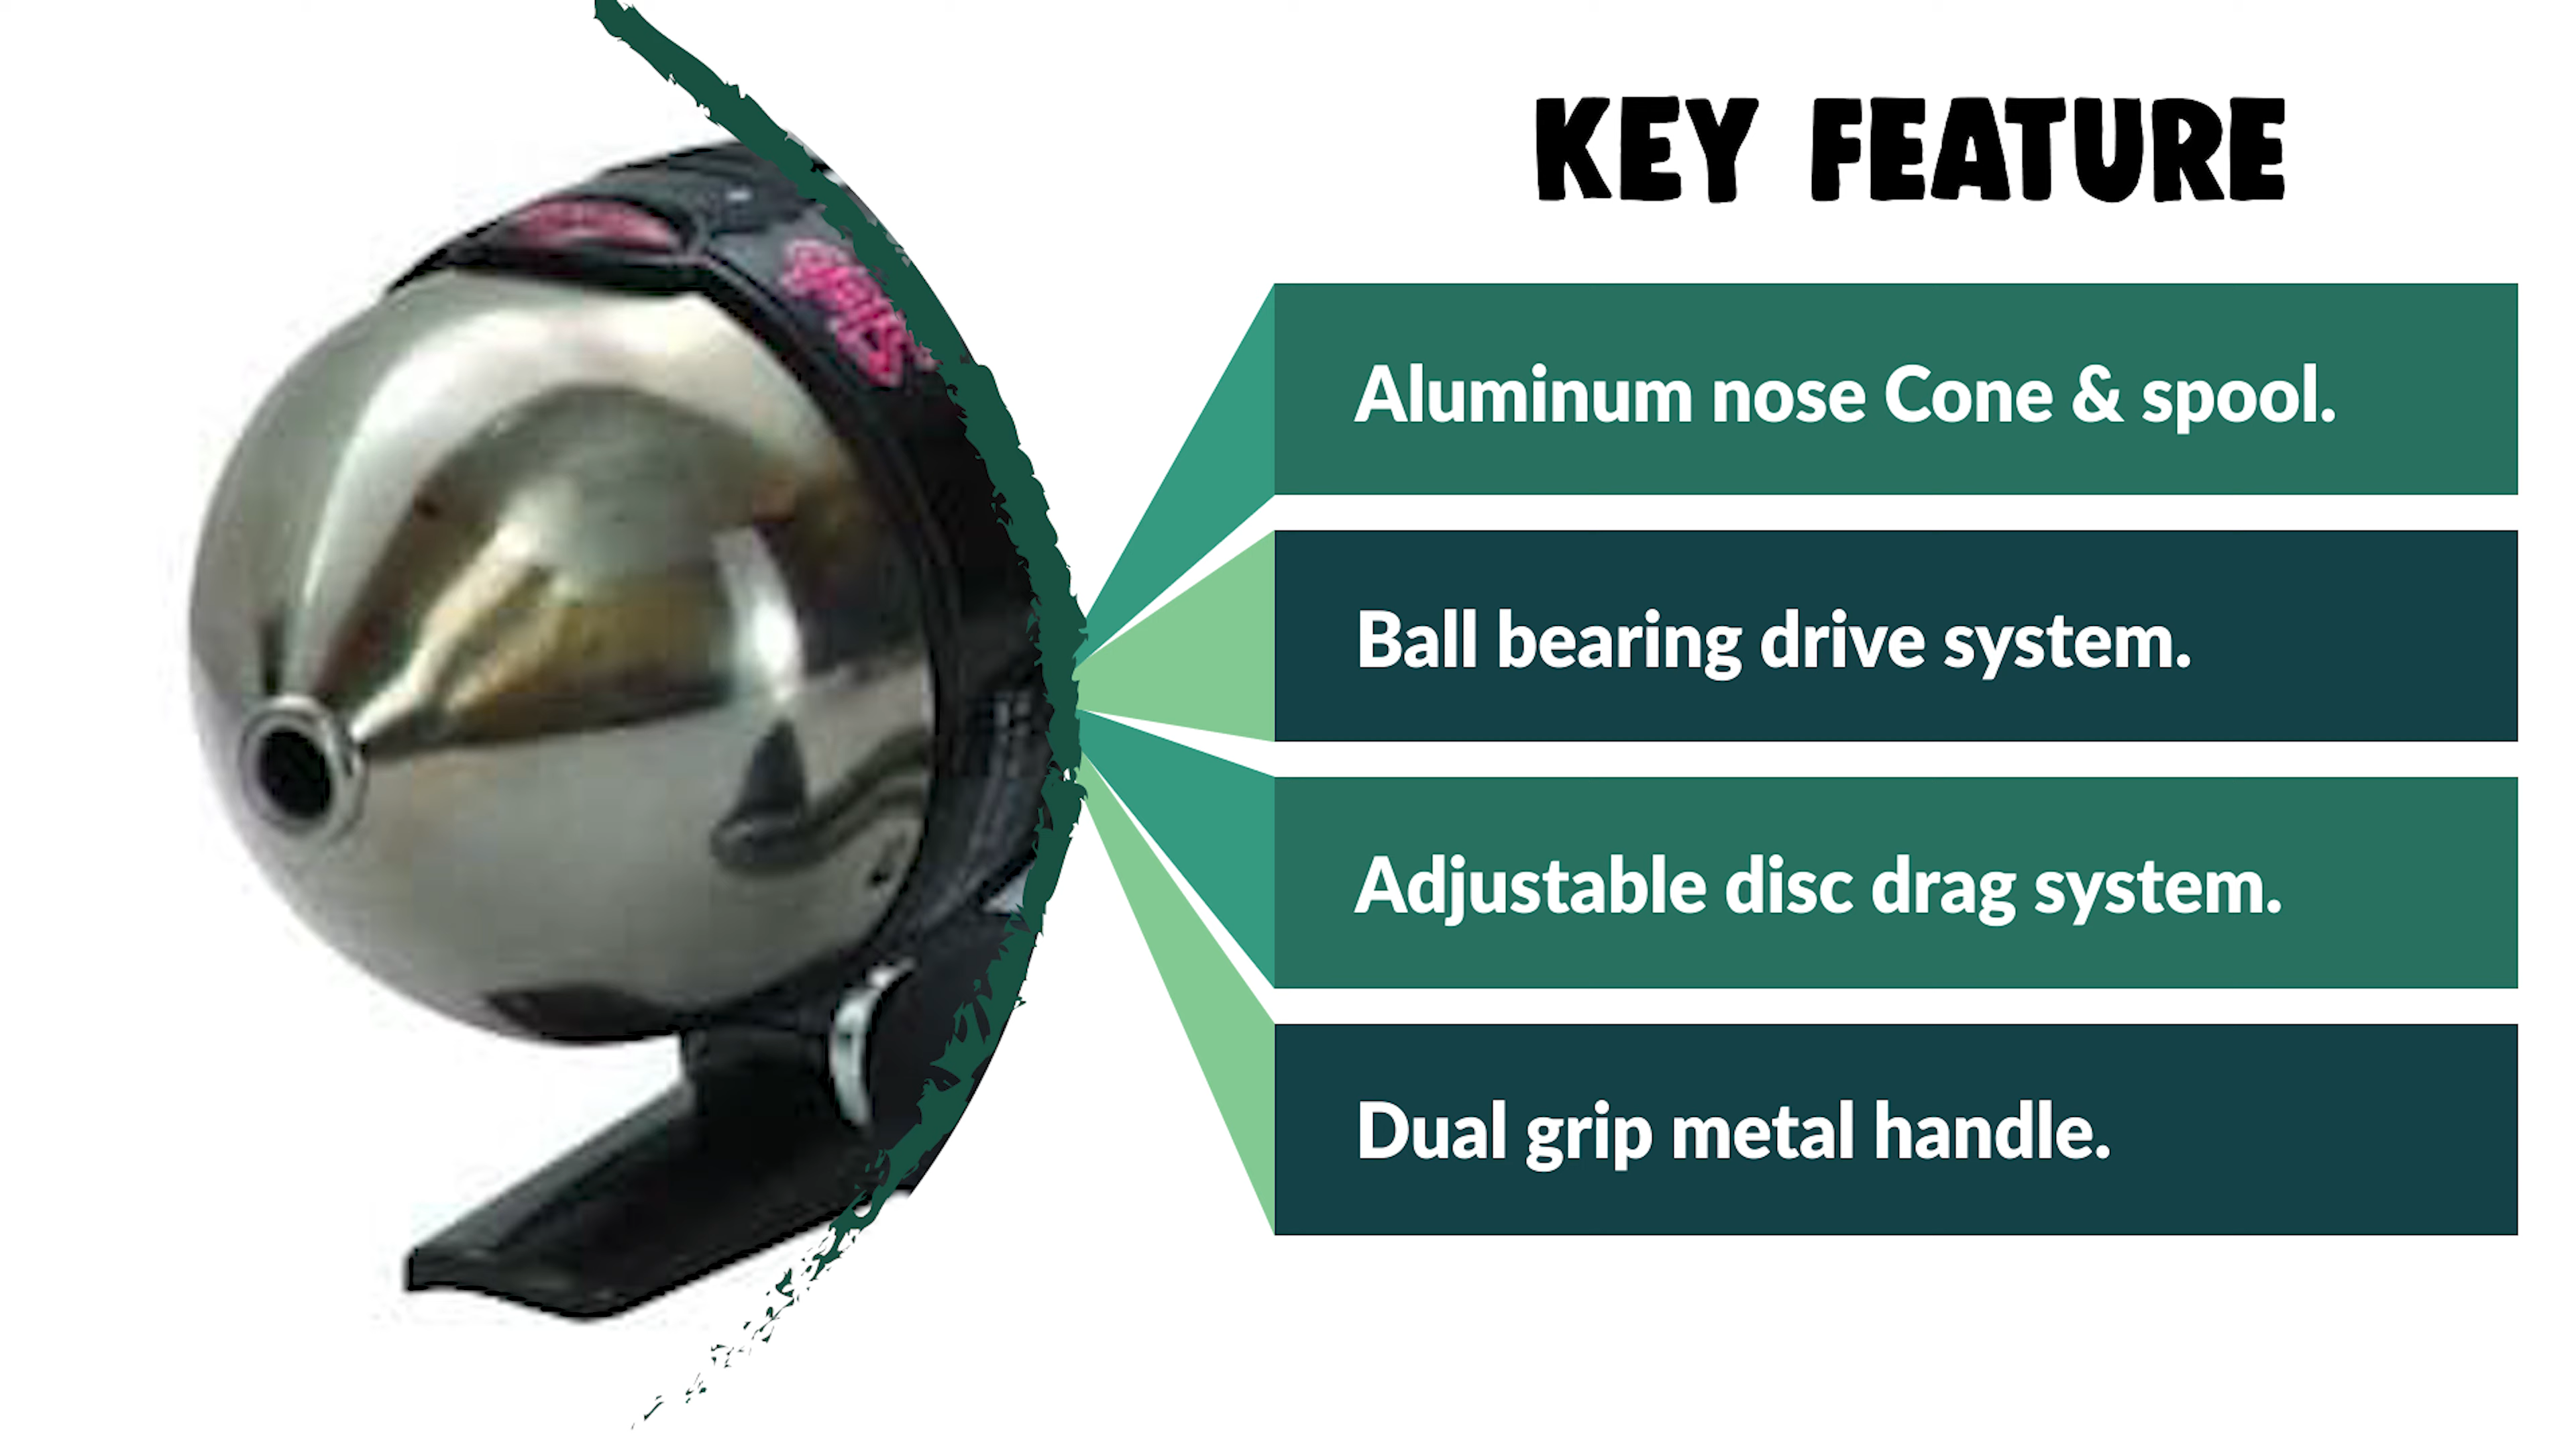 KEY FEATURE
Aluminum nose Cone & spool.
Ball bearing drive system.
Adjustable disc drag system.
Dual grip metal handle.